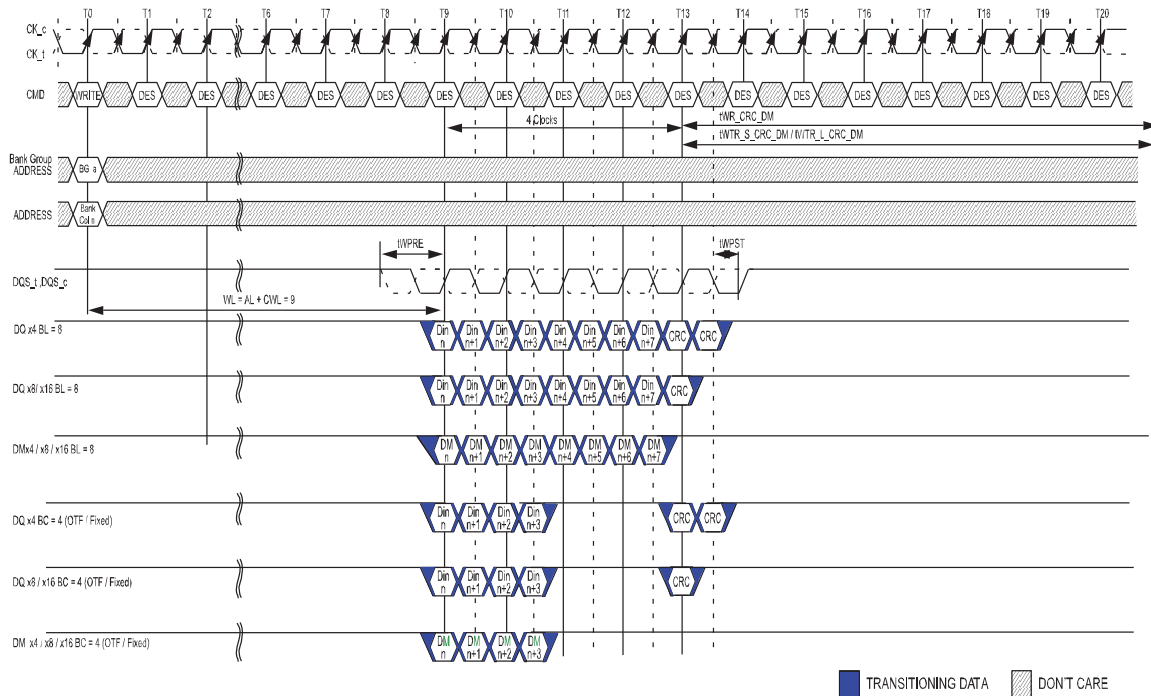 T0 T1 T2 T6 T7 T8 T9 T10 T11 T12 T13 T14 T15 T16 T17 T18 T19 T20
CK_c
CK_t
CMD WRITE DES DES DES DES DES DES DES DES DES DES DES DES DES DES DES DES DES
4 Clocks
tWR_CRC_DM
tWTR_S_CRC_DM / tWTR_L_CRC_DM
Bank Group
ADDRESS
BG a
ADDRESS
Bank
Col n
tWPRE
tWPST
DQS_t ,DQS_c
WL = AL + CWL = 9
DQ x4 BL = 8
Din n Din n+1 Din n+2 Din n+3 Din n+4 Din n+5 Din n+6 Din n+7 CRC CRC
DQ x8/ x16 BL = 8
Din n Din n+1 Din n+2 Din n+3 Din n+4 Din n+5 Din n+6 Din n+7 CRC
DMx4 / x8 / x16 BL = 8
DM n DM n+1 DM n+2 DM n+3 DM n+4 DM n+5 DM n+6 DM n+7
DQ x4 BC = 4 (OTF / Fixed)
Din n Din n+1 Din n+2 Din n+3 CRC CRC
DQ x8 / x16 BC = 4 (OTF / Fixed)
Din n Din n+1 Din n+2 Din n+3 CRC
DM x4 / x8 / x16 BC = 4 (OTF / Fixed)
DM n DM n+1 DM n+2 DM n+3
TRANSITIONING DATA
DON'T CARE